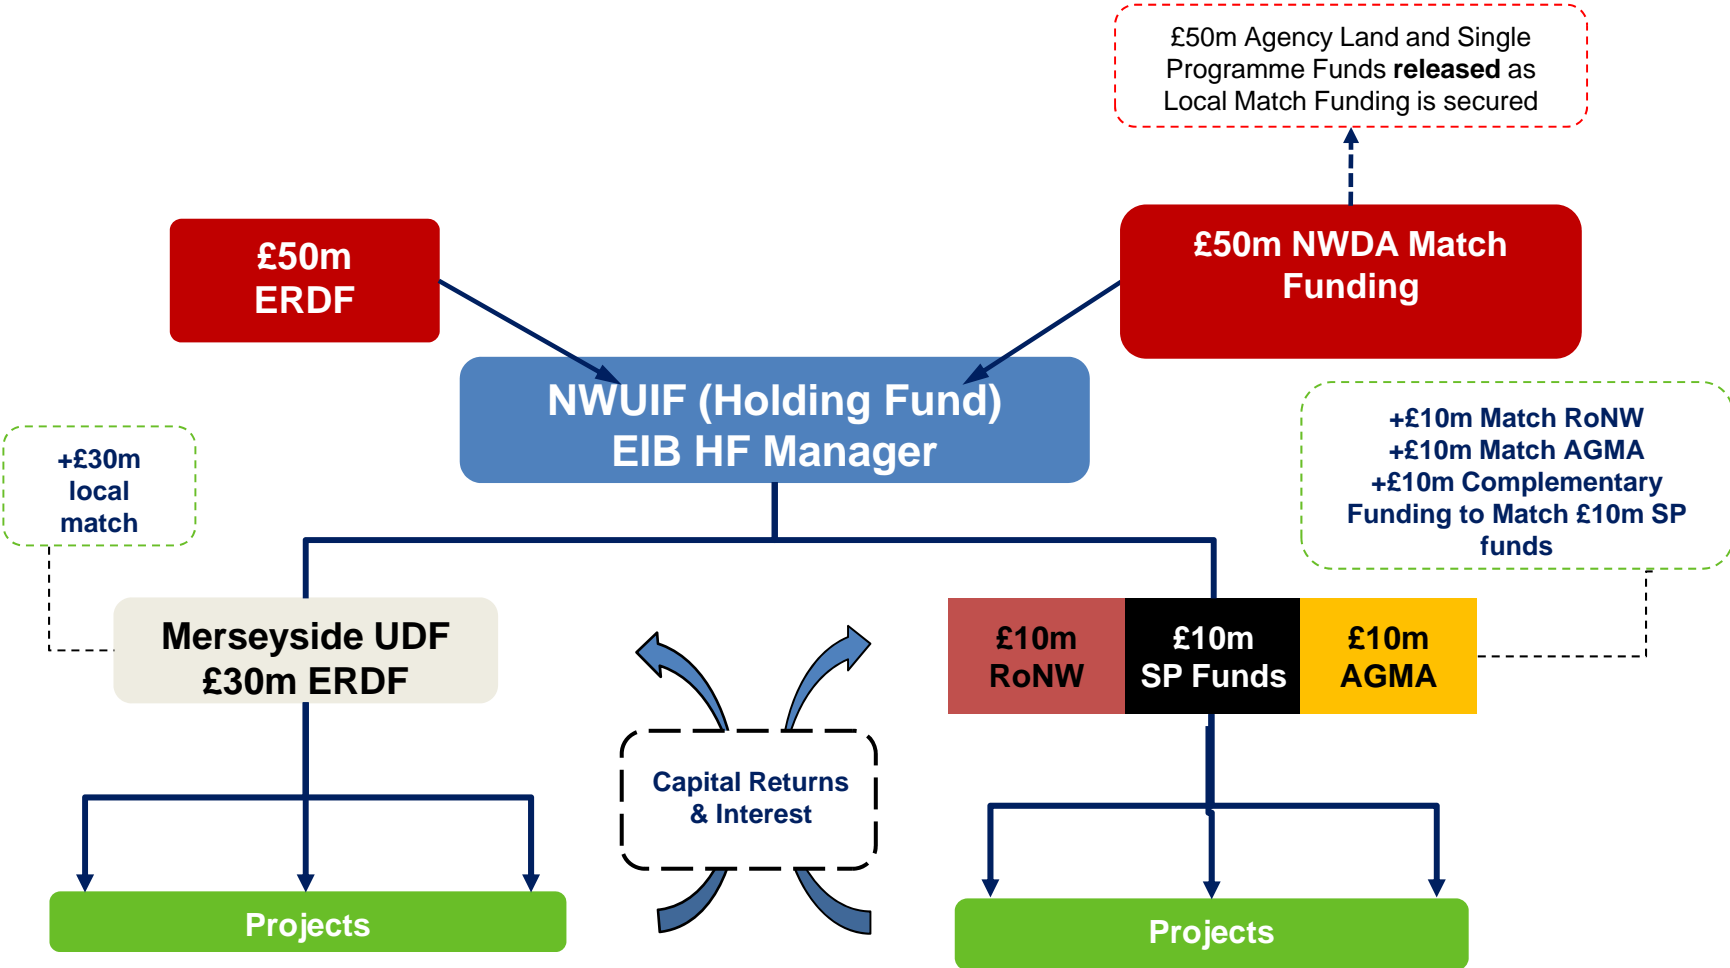 £50m Agency Land and Single
Programme Funds released as
Local Match Funding is secured
£50m
ERDF
£50m NWDA Match
Funding
NWUIF (Holding Fund)
EIB HF Manager
+£30m
local
match
+£10m Match RoNW
+£10m Match AGMA
+£10m Complementary
Funding to Match £10m SP
funds
Merseyside UDF
£30m ERDF
£10m
RoNW
£10m
SP Funds
£10m
AGMA
Capital Returns
& Interest
Projects
Projects